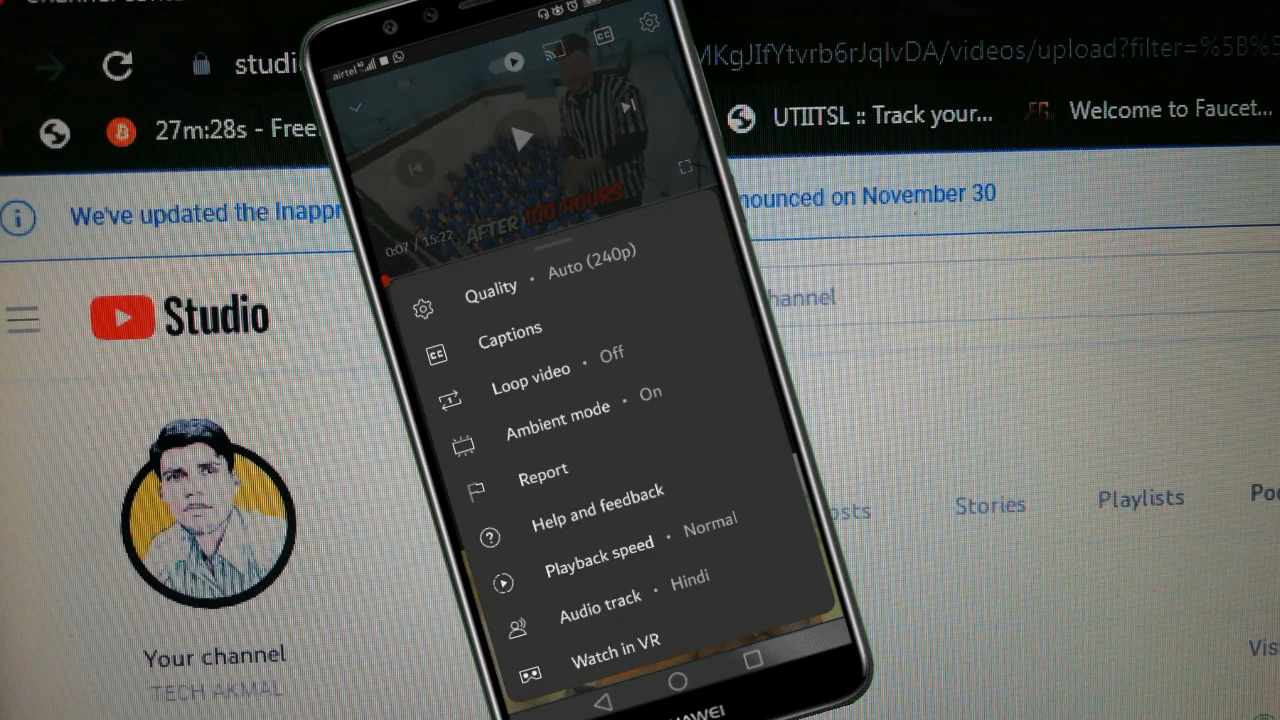 studi
MKgJIfYtvrb6rJqlvDA/videos/upload?filter=%5B%5
27m:28s - Free
UTIITSL :: Track your...
FG
Welcome to Faucet...
We've updated the Inappr
nounced on November 30
Studio
hannel
osts
Stories
Playlists
Po
Vis
Your channel
TECH AKMAL
airtel
CC
AFTER 100 HOURS
0:07 / 15:22
Quality • Auto (240p)
CC
Captions
Loop video • Off
Ambient mode • On
Report
Help and feedback
Playback speed • Normal
Audio track • Hindi
Watch in VR
HUAWEI